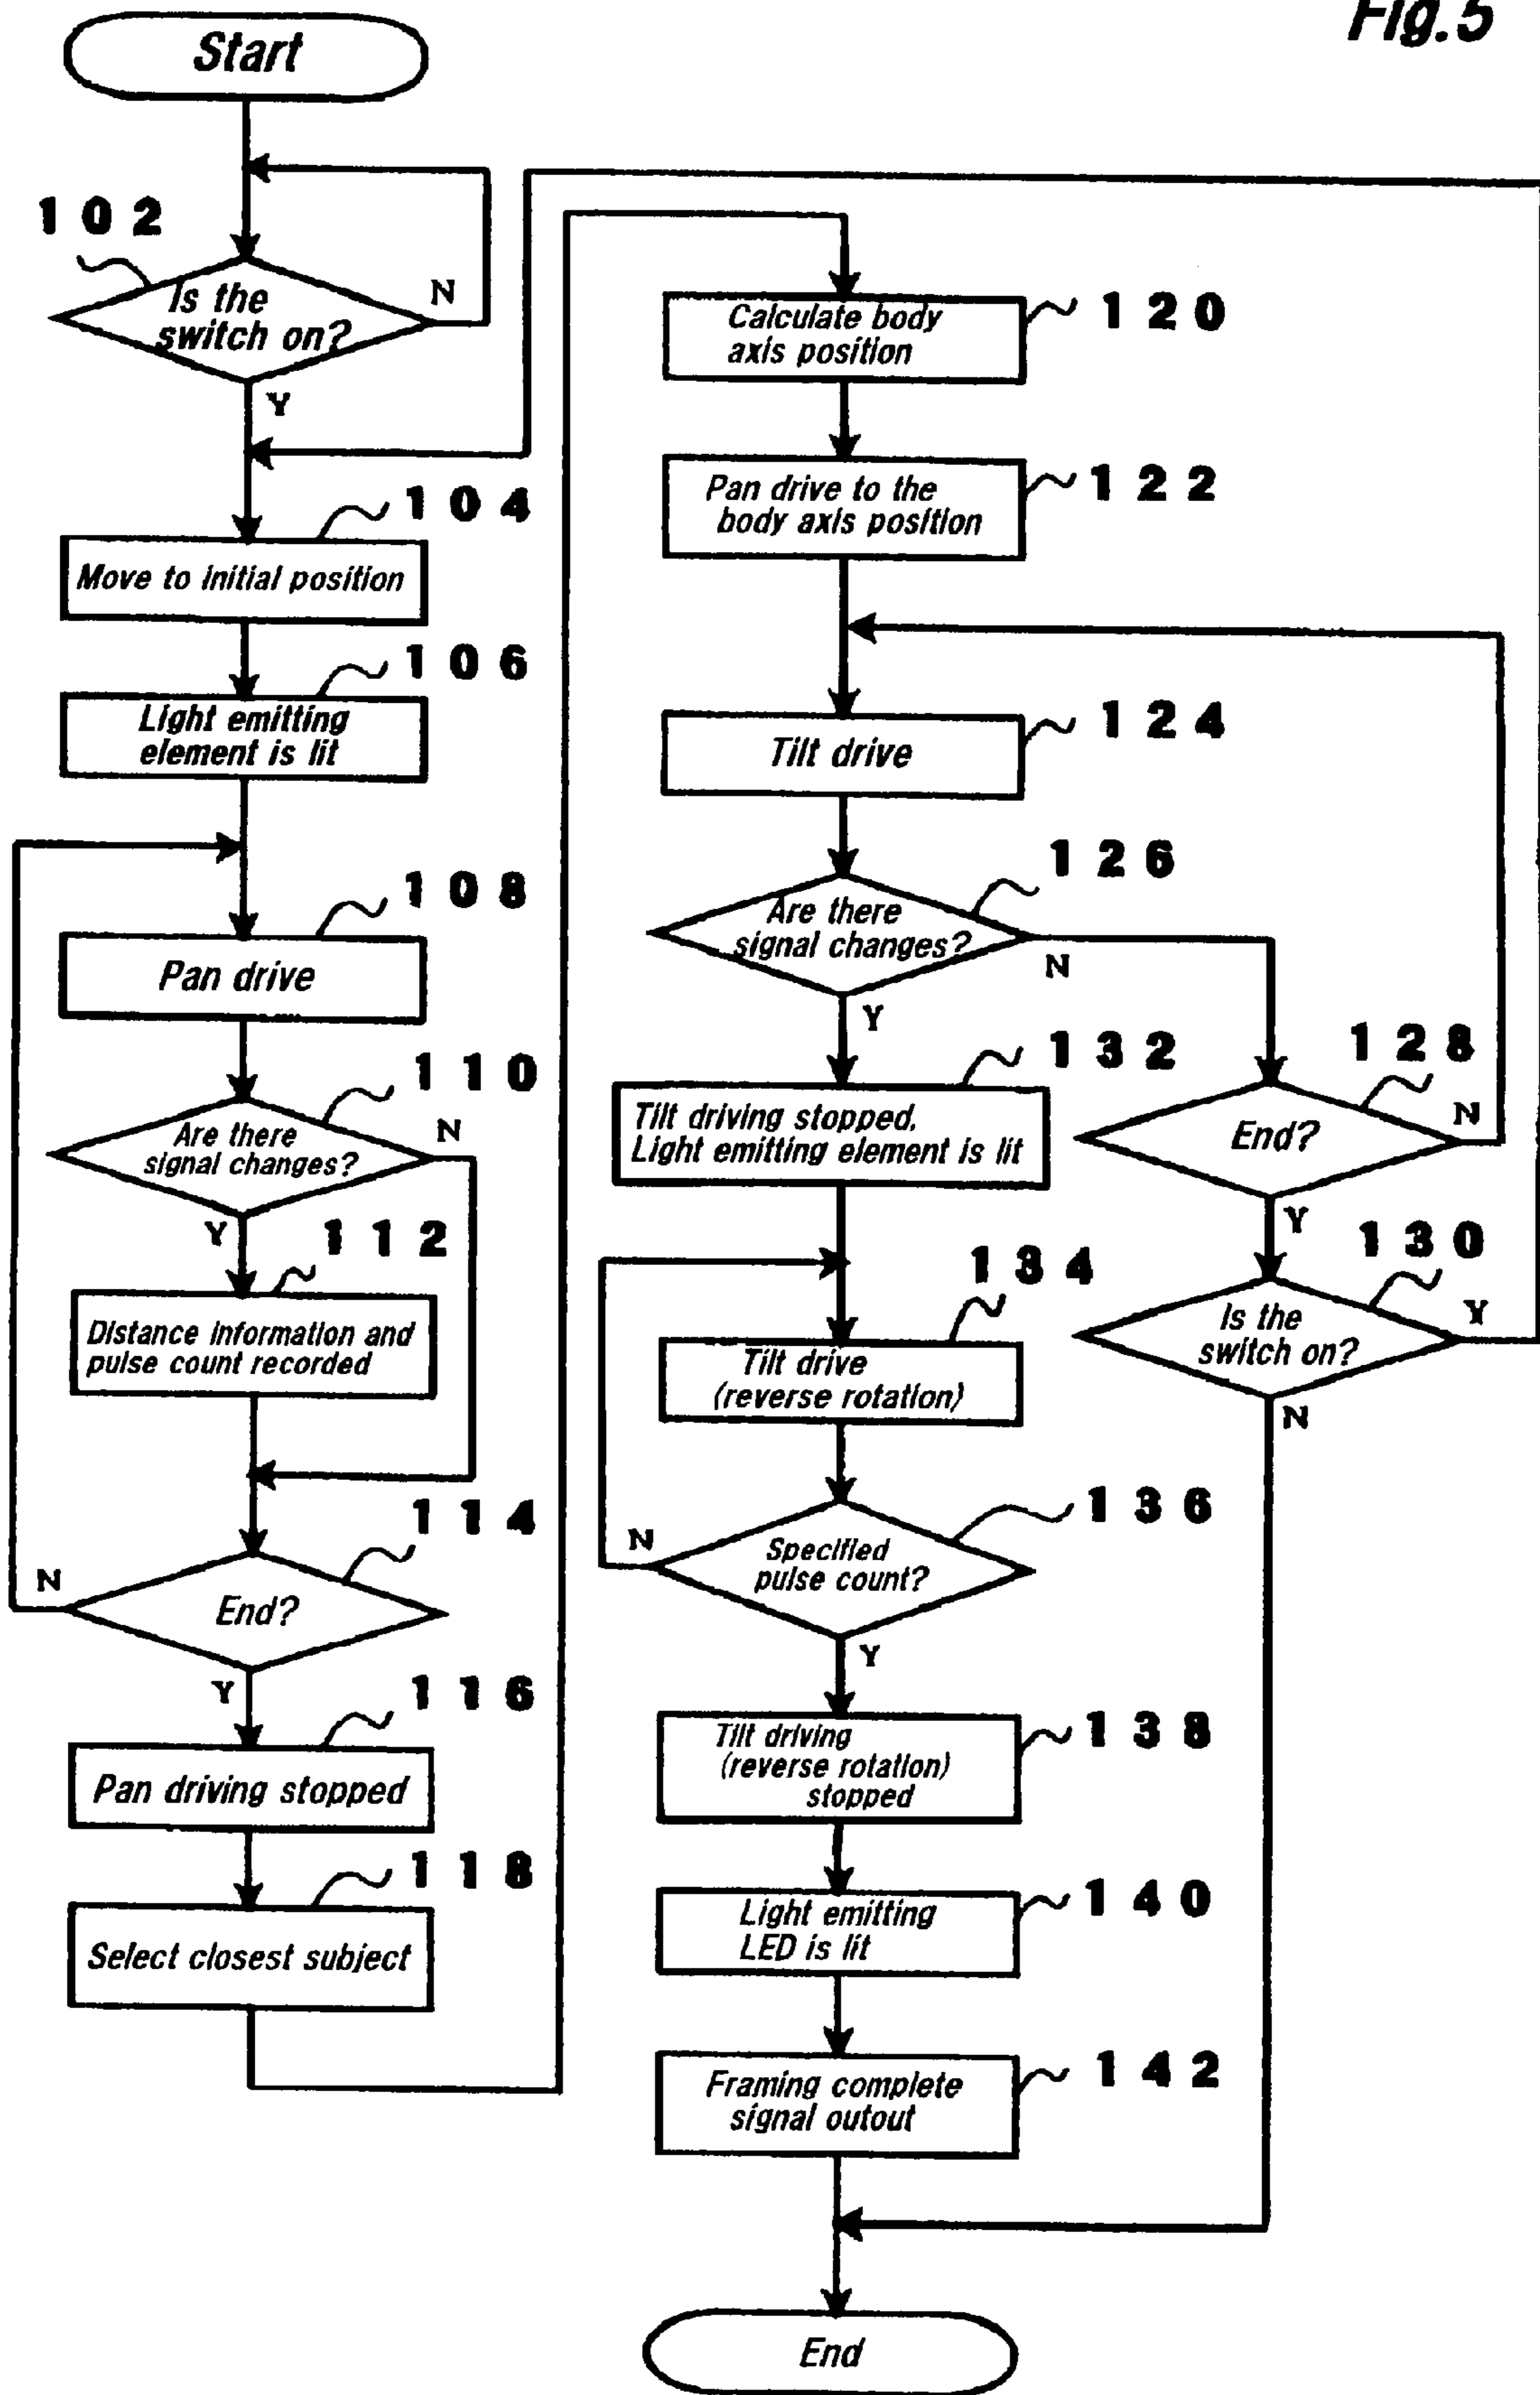 Fig.5
Start
102
Is the
switch on?
N
Y
104
Move to initial position
106
Light emitting
element is lit
108
Pan drive
110
Are there
signal changes?
N
Y
112
Distance information and
pulse count recorded
114
End?
N
Y
116
Pan driving stopped
118
Select closest subject
120
Calculate body
axis position
122
Pan drive to the
body axis position
124
Tilt drive
126
Are there
signal changes?
N
Y
128
End?
N
Y
130
Is the
switch on?
Y
N
132
Tilt driving stopped,
Light emitting element is lit
134
Tilt drive
(reverse rotation)
136
Specified
pulse count?
N
Y
138
Tilt driving
(reverse rotation)
stopped
140
Light emitting
LED is lit
142
Framing complete
signal outout
End